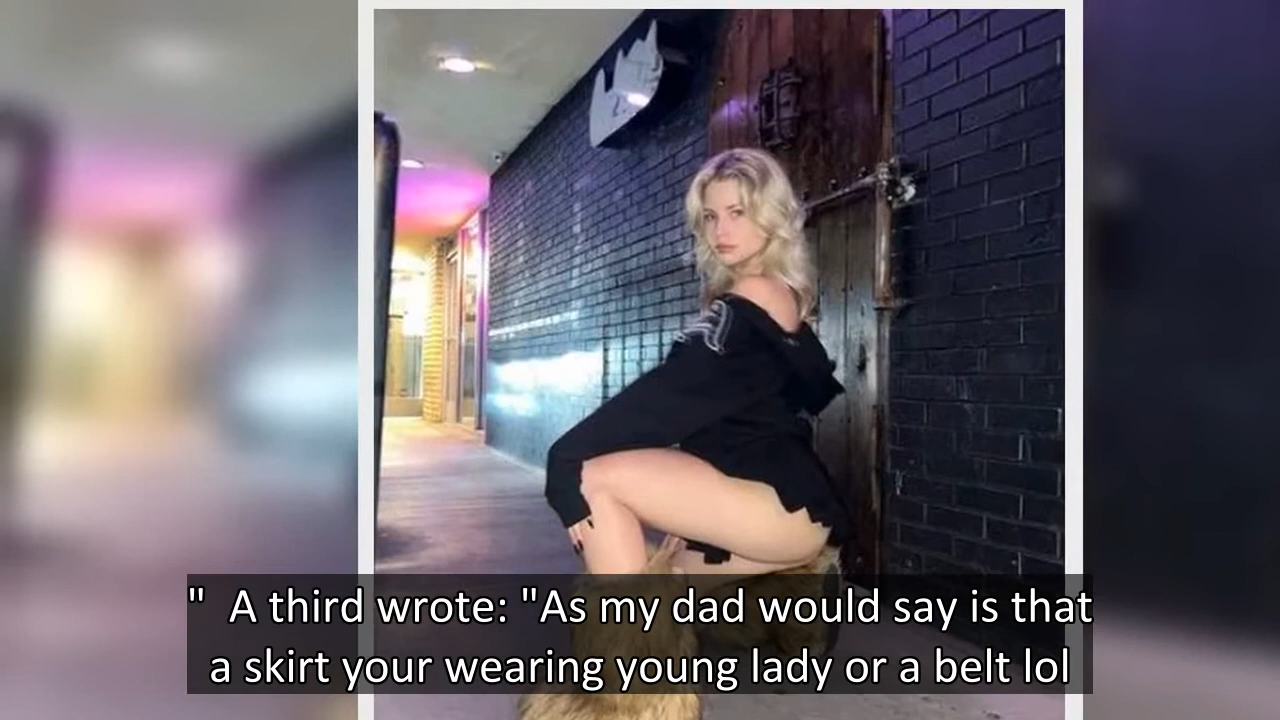 "  A third wrote: "As my dad would say is that
a skirt your wearing young lady or a belt lol